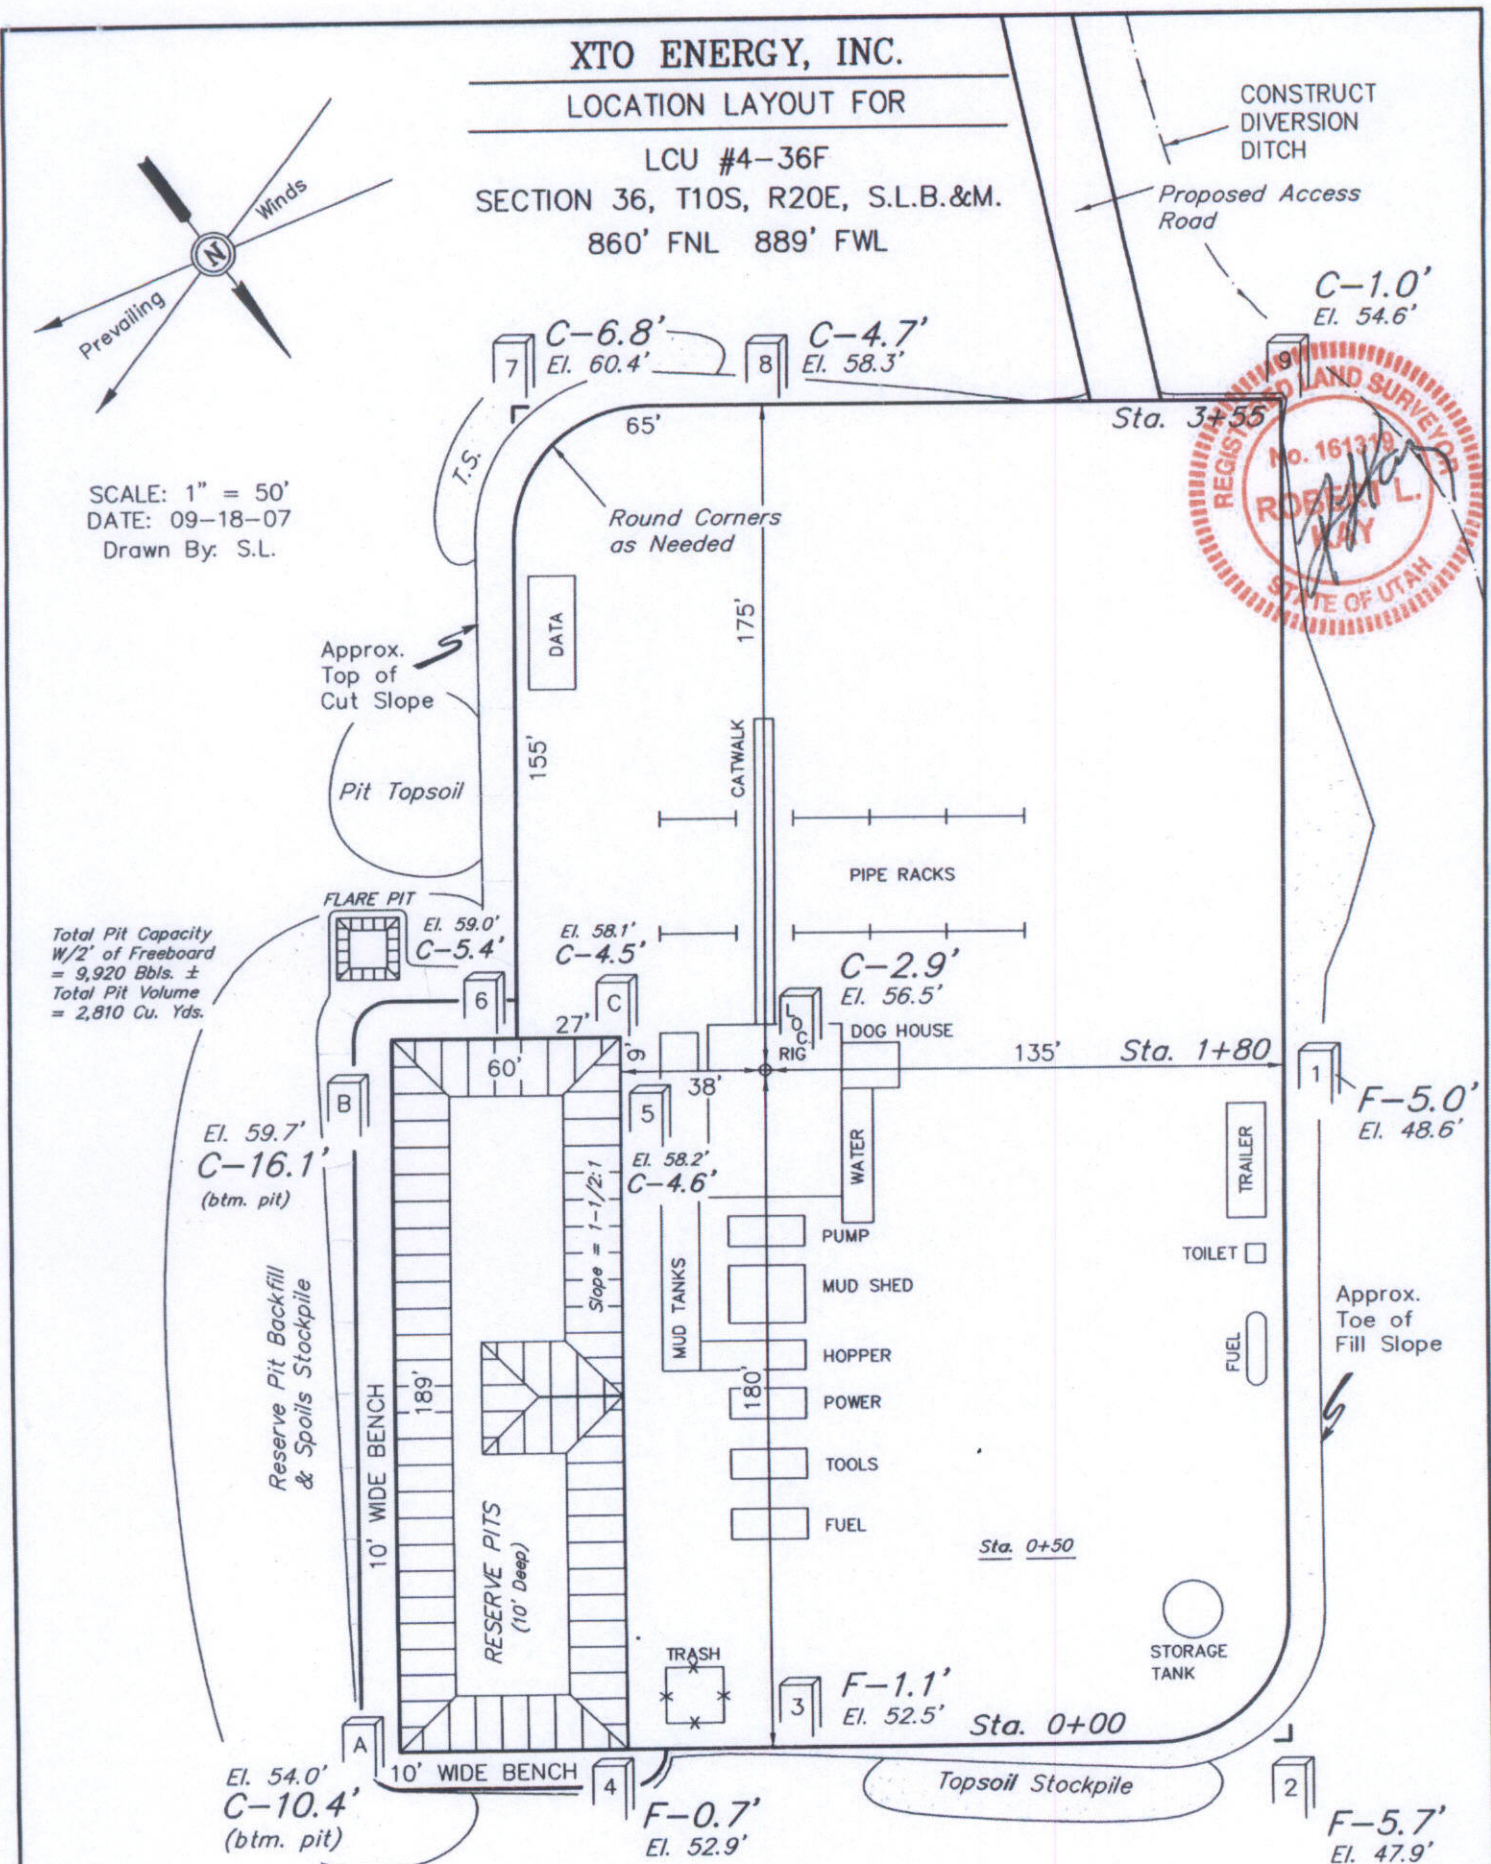 XTO ENERGY, INC.
LOCATION LAYOUT FOR
LCU #4-36F
SECTION 36, T10S, R20E, S.L.B.&M.
860' FNL 889' FWL
CONSTRUCT
DIVERSION
DITCH
Proposed Access
Road
Winds
N
Prevailing
SCALE: 1" = 50'
DATE: 09-18-07
Drawn By: S.L.
7
C-6.8'
El. 60.4'
8
C-4.7'
El. 58.3'
C-1.0'
El. 54.6'
9
Sta. 3+55
REGISTERED LAND SURVEYOR
No. 161319
ROBERT L.
KAY
STATE OF UTAH
65'
T.S.
Round Corners
as Needed
DATA
175'
Approx.
Top of
Cut Slope
155'
CATWALK
Pit Topsoil
PIPE RACKS
FLARE PIT
Total Pit Capacity
W/2' of Freeboard
= 9,920 Bbls. ±
Total Pit Volume
= 2,810 Cu. Yds.
El. 59.0'
C-5.4'
El. 58.1'
C-4.5'
C-2.9'
El. 56.5'
6
C
LOC
27'
9'
RIG
DOG HOUSE
60'
38'
135'
Sta. 1+80
1
F-5.0'
El. 48.6'
B
5
El. 59.7'
C-16.1'
(btm. pit)
El. 58.2'
C-4.6'
Slope = 1-1/2:1
WATER
TRAILER
PUMP
TOILET
MUD TANKS
MUD SHED
HOPPER
FUEL
Approx.
Toe of
Fill Slope
Reserve Pit Backfill
& Spoils Stockpile
10' WIDE BENCH
189'
180'
POWER
TOOLS
FUEL
RESERVE PITS
(10' Deep)
Sta. 0+50
STORAGE
TANK
TRASH
3
F-1.1'
El. 52.5'
Sta. 0+00
A
El. 54.0'
C-10.4'
(btm. pit)
10' WIDE BENCH
4
F-0.7'
El. 52.9'
Topsoil Stockpile
2
F-5.7'
El. 47.9'